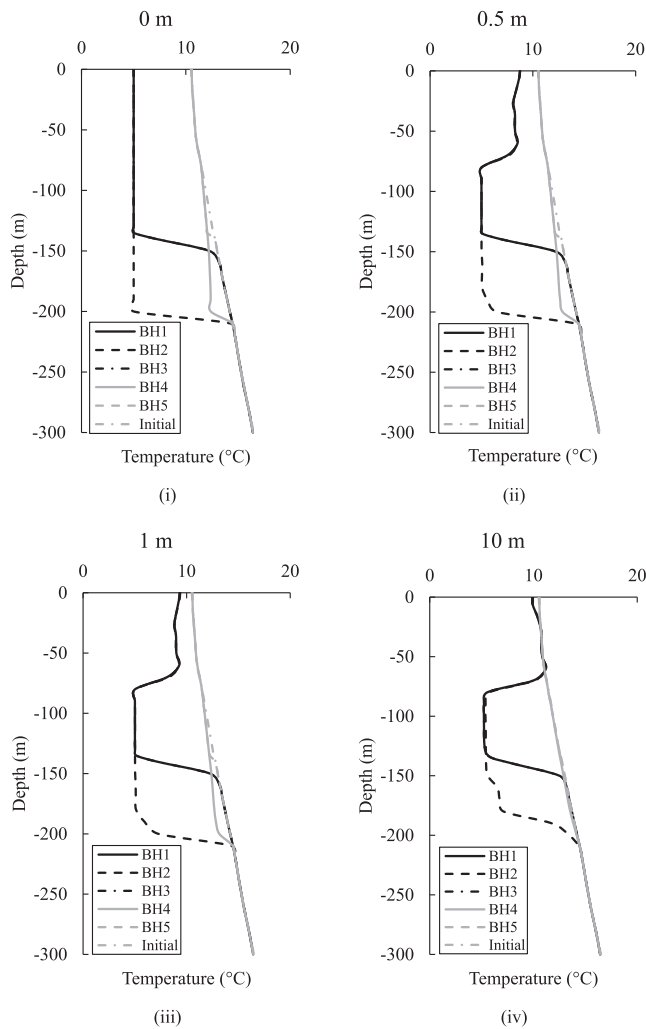 0 m
0 10 20
0
-50
-100
-150
-200
-250
-300
Depth (m)
BH1
BH2
BH3
BH4
BH5
Initial
Temperature (°C)
(i)
0.5 m
0 10 20
0
-50
-100
-150
-200
-250
-300
Depth (m)
BH1
BH2
BH3
BH4
BH5
Initial
Temperature (°C)
(ii)
1 m
0 10 20
0
-50
-100
-150
-200
-250
-300
Depth (m)
BH1
BH2
BH3
BH4
BH5
Initial
Temperature (°C)
(iii)
10 m
0 10 20
0
-50
-100
-150
-200
-250
-300
Depth (m)
BH1
BH2
BH3
BH4
BH5
Initial
Temperature (°C)
(iv)